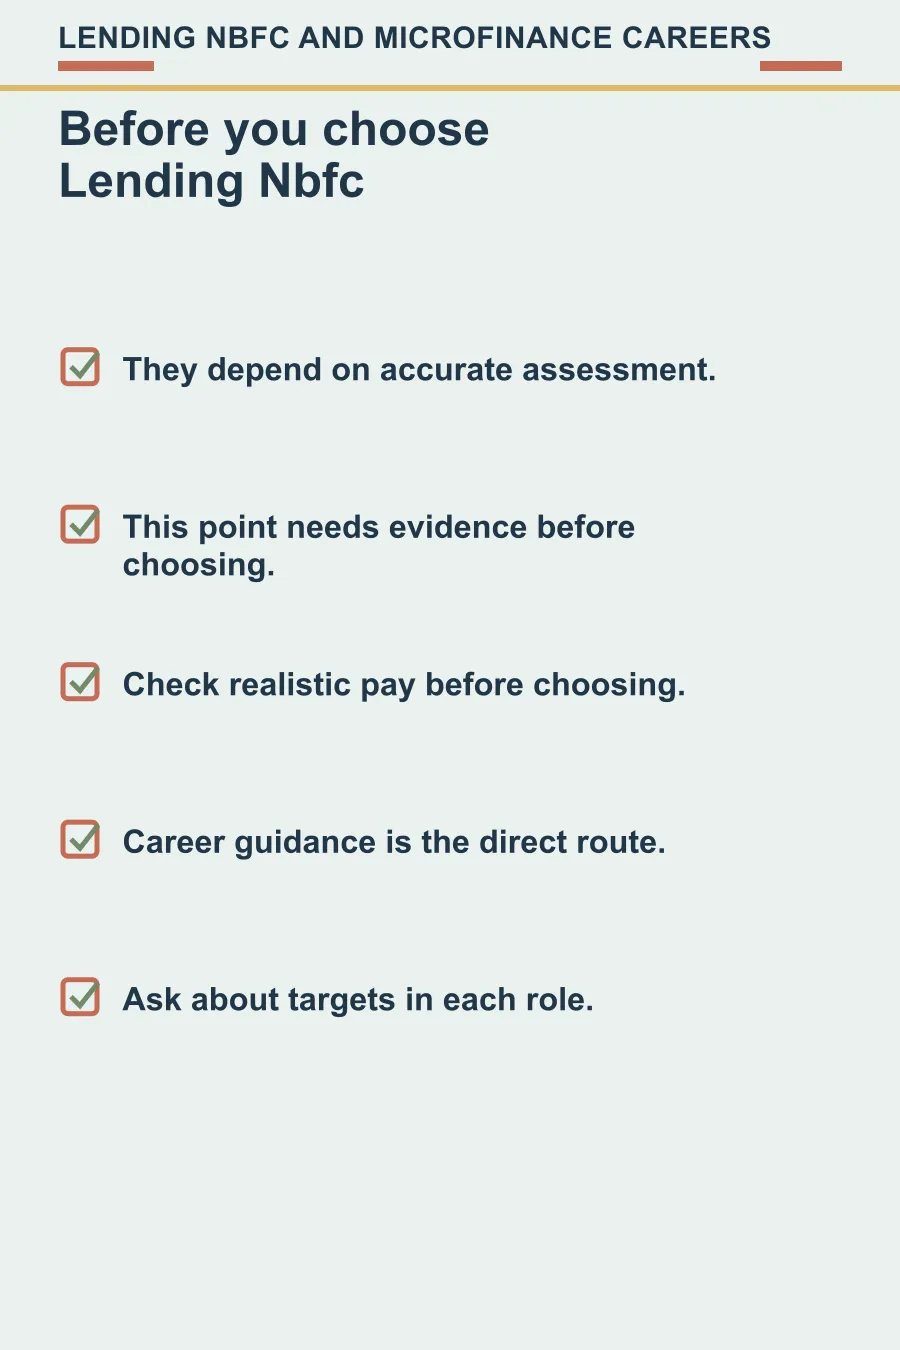 LENDING NBFC AND MICROFINANCE CAREERS
Before you choose
Lending Nbfc
They depend on accurate assessment.
This point needs evidence before
choosing.
Check realistic pay before choosing.
Career guidance is the direct route.
Ask about targets in each role.